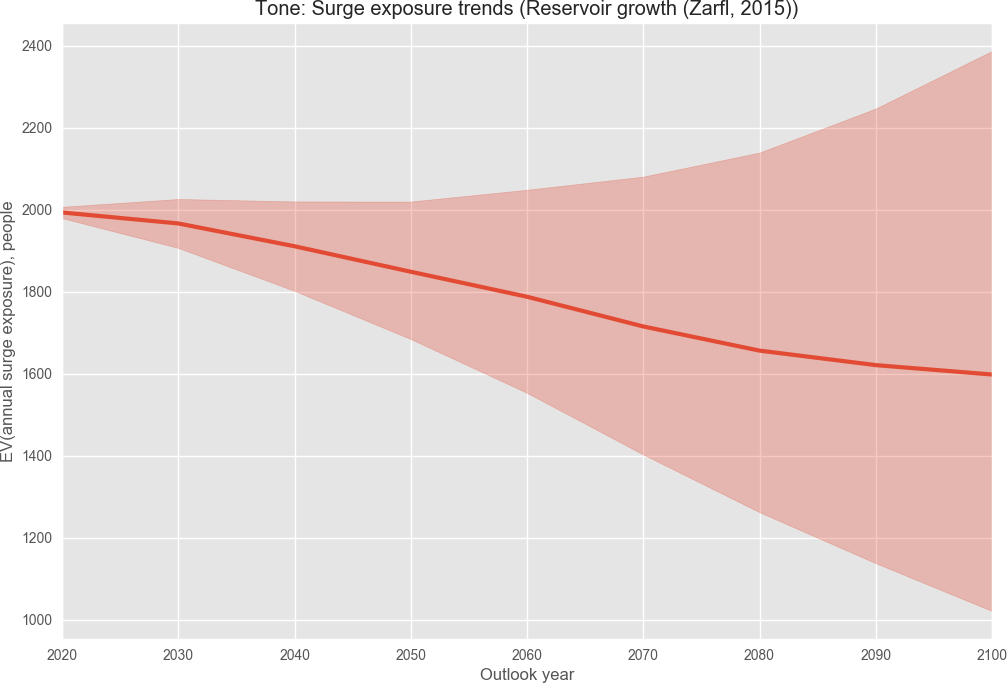 Tone: Surge exposure trends (Reservoir growth (Zarfl, 2015))
EV(annual surge exposure), people
2400
2200
2000
1800
1600
1400
1200
1000
2020 2030 2040 2050 2060 2070 2080 2090 2100
Outlook year